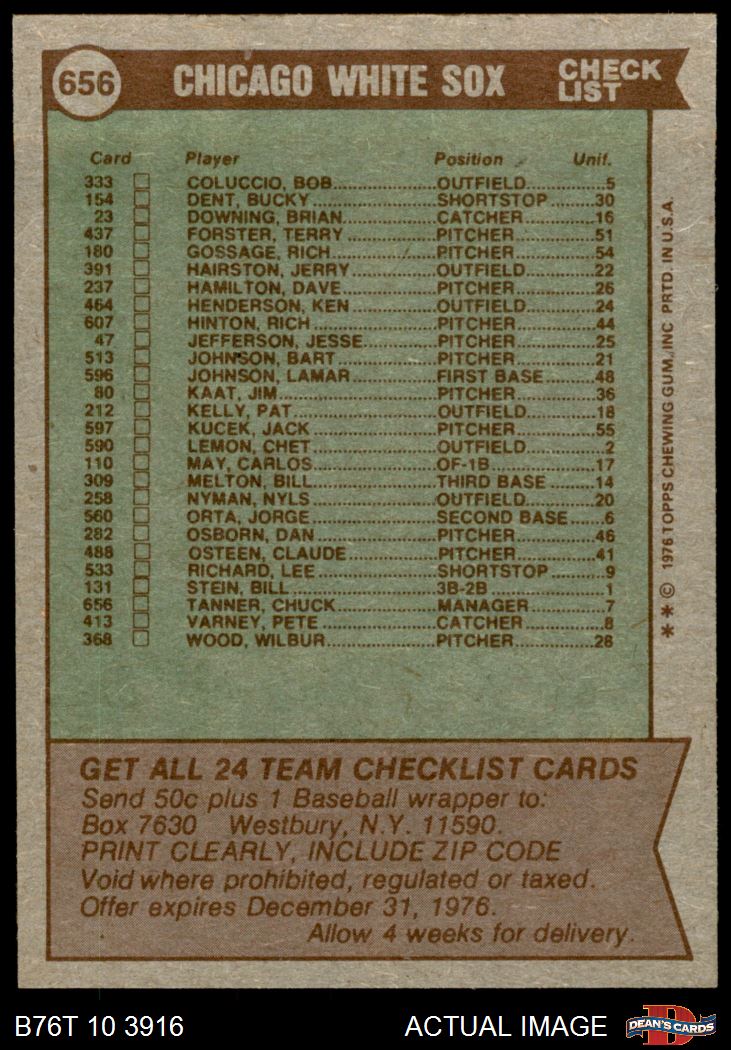 656 CHICAGO WHITE SOX CHECK LIST
Card Player Position Unif.
333 COLUCCIO, BOB OUTFIELD 5
154 DENT, BUCKY SHORTSTOP 30
23 DOWNING, BRIAN CATCHER 16
437 FORSTER, TERRY PITCHER 51
180 GOSSAGE, RICH PITCHER 54
391 HAIRSTON, JERRY OUTFIELD 22
237 HAMILTON, DAVE PITCHER 26
464 HENDERSON, KEN OUTFIELD 24
607 HINTON, RICH PITCHER 44
47 JEFFERSON, JESSE PITCHER 25
513 JOHNSON, BART PITCHER 21
596 JOHNSON, LAMAR FIRST BASE 48
80 KAAT, JIM PITCHER 36
212 KELLY, PAT OUTFIELD 18
597 KUCEK, JACK PITCHER 55
590 LEMON, CHET OUTFIELD 2
110 MAY, CARLOS OF-1B 17
309 MELTON, BILL THIRD BASE 14
258 NYMAN, NYLS OUTFIELD 20
560 ORTA, JORGE SECOND BASE 6
282 OSBORN, DAN PITCHER 46
488 OSTEEN, CLAUDE PITCHER 41
533 RICHARD, LEE SHORTSTOP 9
131 STEIN, BILL 3B-2B 1
656 TANNER, CHUCK MANAGER 7
413 VARNEY, PETE CATCHER 8
368 WOOD, WILBUR PITCHER 28
** © 1976 TOPPS CHEWING GUM, INC PRTD. IN U.S.A.
GET ALL 24 TEAM CHECKLIST CARDS
Send 50c plus 1 Baseball wrapper to:
Box 7630 Westbury, N.Y. 11590.
PRINT CLEARLY, INCLUDE ZIP CODE
Void where prohibited, regulated or taxed.
Offer expires December 31, 1976.
Allow 4 weeks for delivery.
B76T 10 3916 ACTUAL IMAGE DEAN'S CARDS